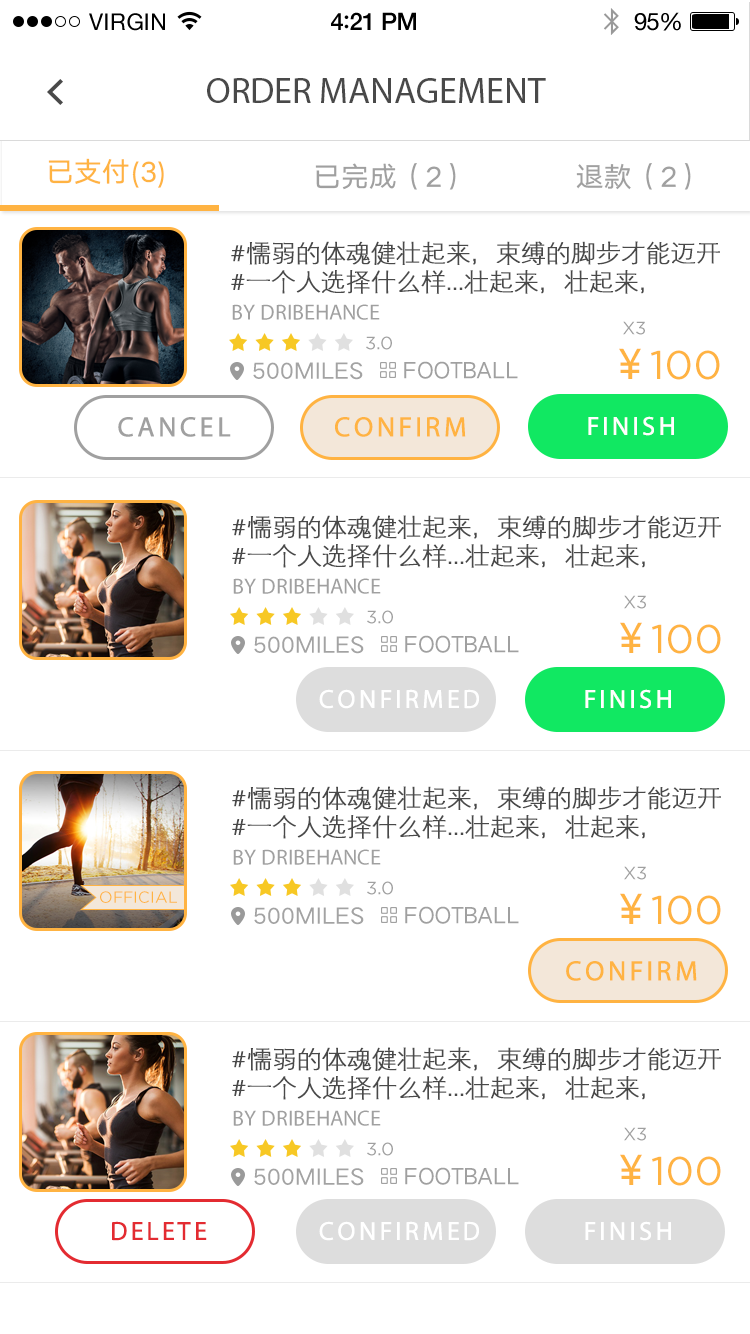 VIRGIN 4:21 PM 95%
ORDER MANAGEMENT
已支付(3) 已完成（2） 退款（2）
#懦弱的体魂健壮起来，束缚的脚步才能迈开
#一个人选择什么样...壮起来，壮起来，
BY DRIBEHANCE
X3
3.0
¥100
500MILES FOOTBALL
CANCEL CONFIRM FINISH
#懦弱的体魂健壮起来，束缚的脚步才能迈开
#一个人选择什么样...壮起来，壮起来，
BY DRIBEHANCE
X3
3.0
¥100
500MILES FOOTBALL
CONFIRMED FINISH
#懦弱的体魂健壮起来，束缚的脚步才能迈开
#一个人选择什么样...壮起来，壮起来，
BY DRIBEHANCE
X3
3.0
OFFICIAL
¥100
500MILES FOOTBALL
CONFIRM
#懦弱的体魂健壮起来，束缚的脚步才能迈开
#一个人选择什么样...壮起来，壮起来，
BY DRIBEHANCE
X3
3.0
¥100
500MILES FOOTBALL
DELETE CONFIRMED FINISH